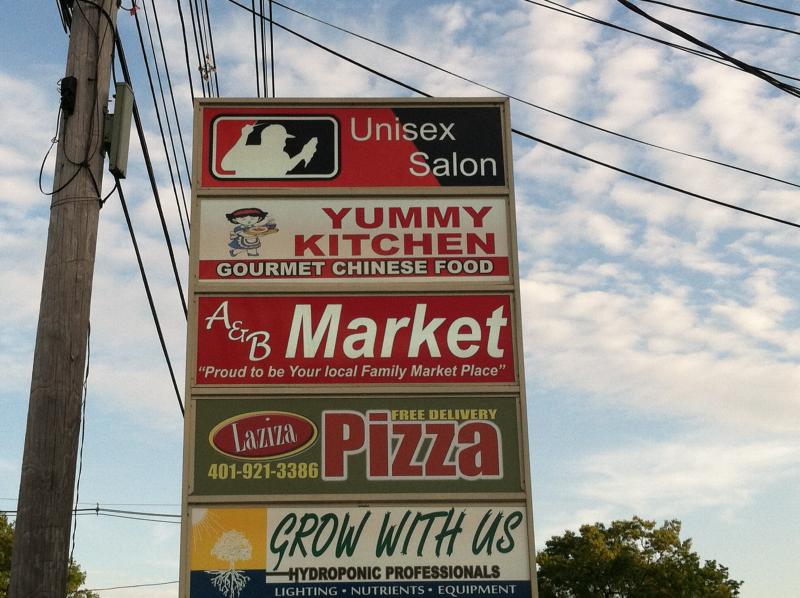 Unisex
Salon
YUMMY
KITCHEN
GOURMET CHINESE FOOD
A&B Market
"Proud to be Your local Family Market Place"
FREE DELIVERY
Laziza Pizza
401-921-3386
GROW WITH US
HYDROPONIC PROFESSIONALS
LIGHTING • NUTRIENTS • EQUIPMENT